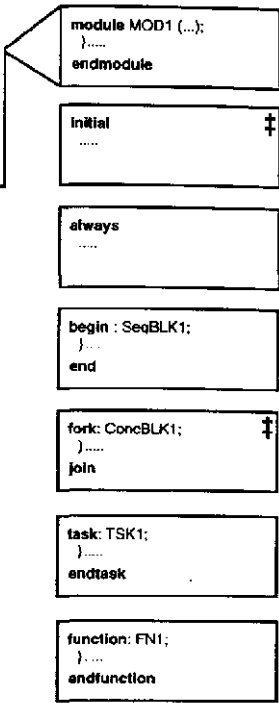 module MOD1 (...);
}.....
endmodule
initial ‡
.....
always
.....
begin : SeqBLK1;
}.....
end
fork: ConcBLK1; ‡
}.....
join
task: TSK1;
}.....
endtask
function: FN1;
}.....
endfunction